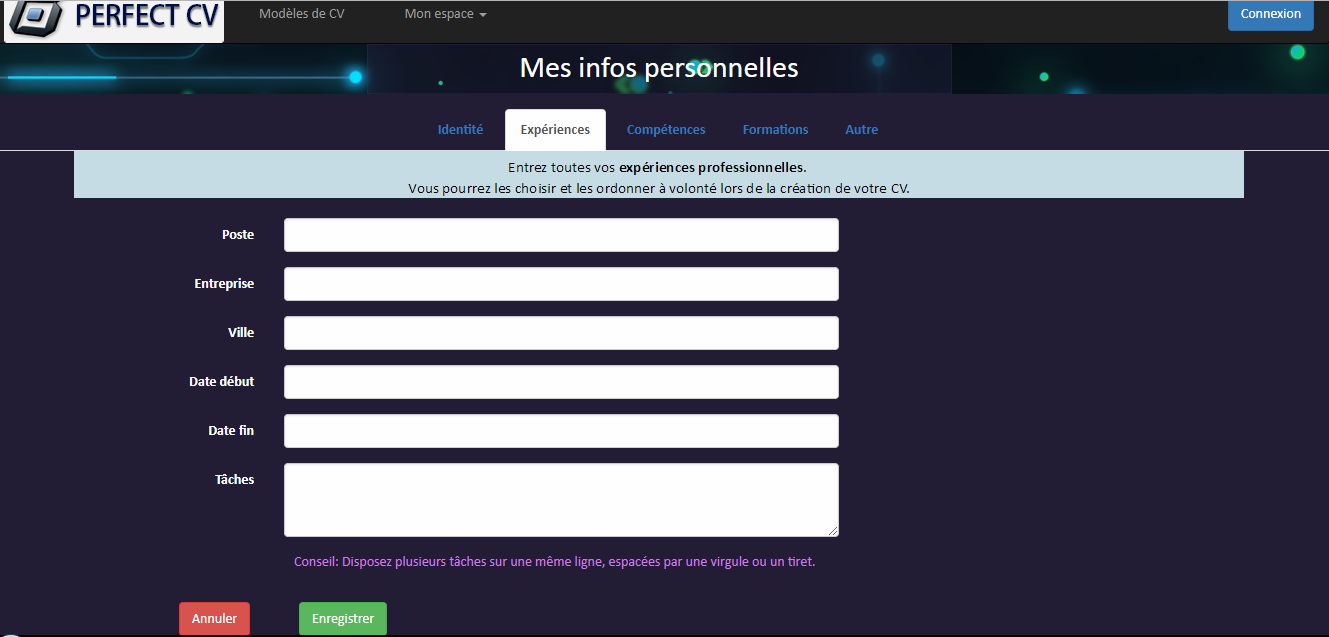 PERFECT CV
Modèles de CV
Mon espace
Connexion
Mes infos personnelles
Identité
Expériences
Compétences
Formations
Autre
Entrez toutes vos expériences professionnelles.
Vous pourrez les choisir et les ordonner à volonté lors de la création de votre CV.
Poste
Entreprise
Ville
Date début
Date fin
Tâches
Conseil: Disposez plusieurs tâches sur une même ligne, espacées par une virgule ou un tiret.
Annuler
Enregistrer